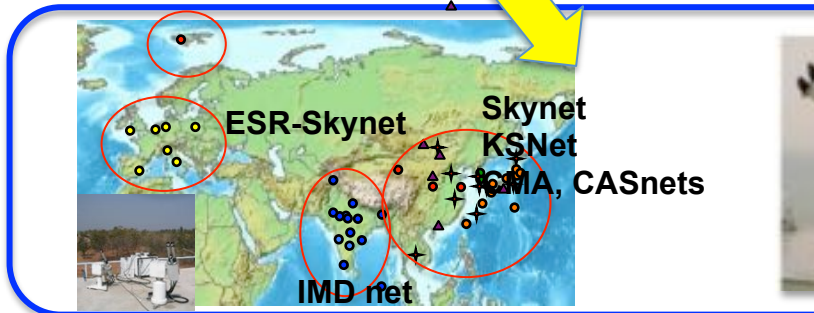 ESR-Skynet
Skynet
KSNet
CMA, CASnets
IMD net